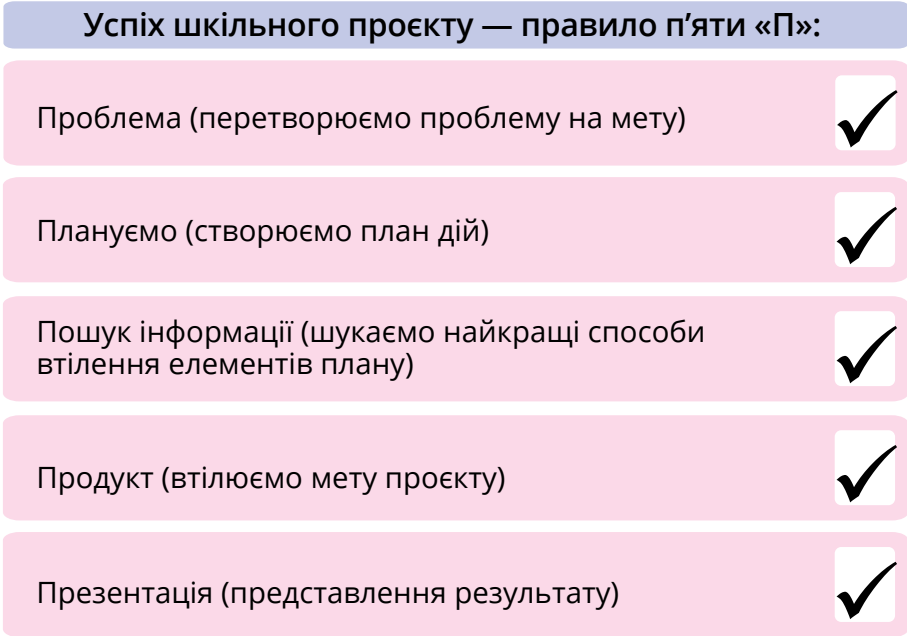 Успіх шкільного проєкту — правило п’яти «П»:
Проблема (перетворюємо проблему на мету)
Плануємо (створюємо план дій)
Пошук інформації (шукаємо найкращі способи
втілення елементів плану)
Продукт (втілюємо мету проєкту)
Презентація (представлення результату)